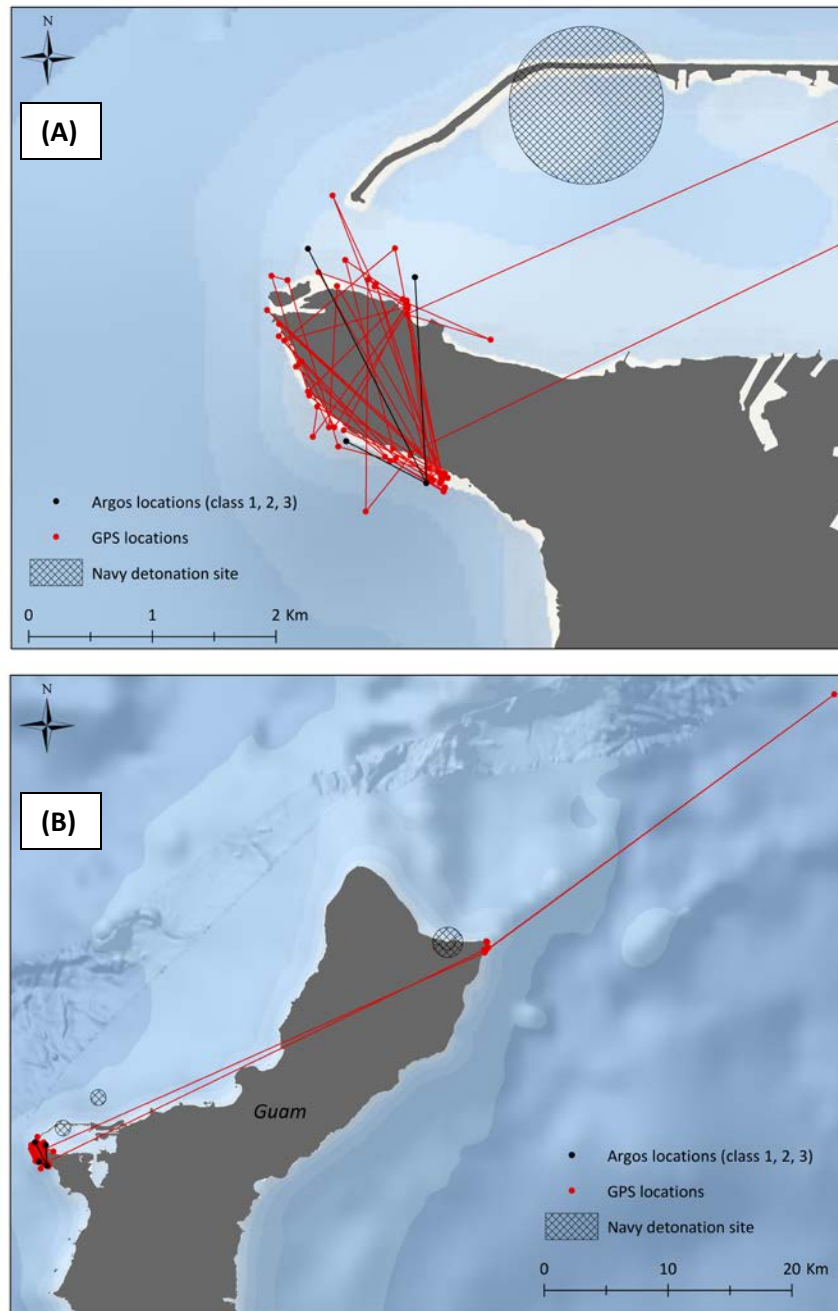 N
(A)
Argos locations (class 1, 2, 3)
GPS locations
Navy detonation site
0 1 2 Km
N
(B)
Guam
Argos locations (class 1, 2, 3)
GPS locations
Navy detonation site
0 10 20 Km